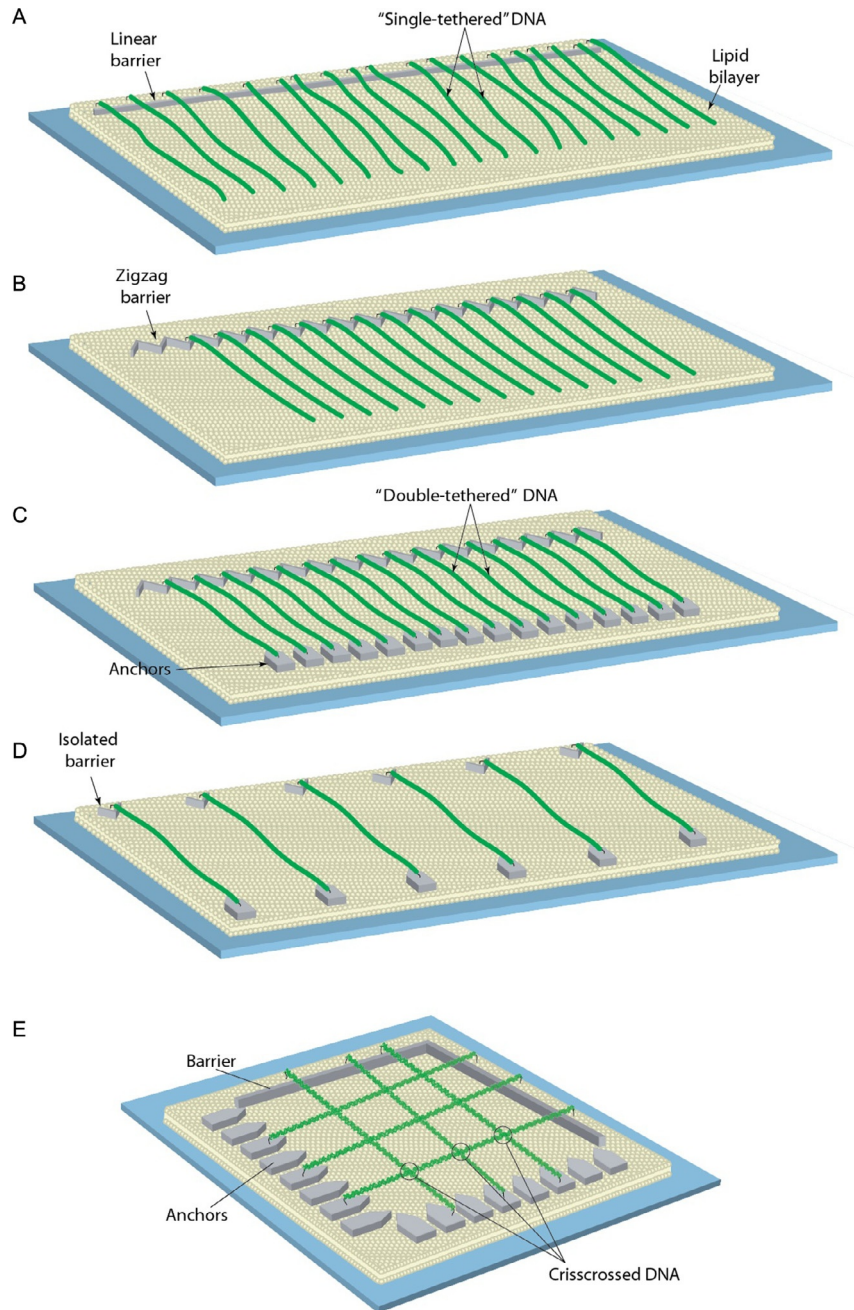 A
Linear
barrier
“Single-tethered” DNA
Lipid
bilayer
B
Zigzag
barrier
C
“Double-tethered” DNA
Anchors
D
Isolated
barrier
E
Barrier
Anchors
Crisscrossed DNA